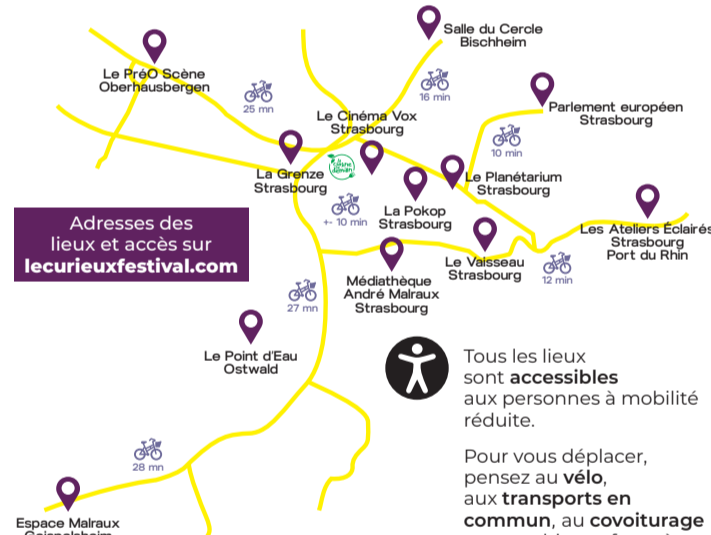 Salle du Cercle
Bischheim
Le PréO Scène
Oberhausbergen
25 mn
16 min
Le Cinéma Vox
Strasbourg
Parlement européen
Strasbourg
10 min
La Grenze
Strasbourg
Le Planétarium
Strasbourg
+- 10 min
La Pokop
Strasbourg
Adresses des
lieux et accès sur
lecurieuxfestival.com
Les Ateliers Éclairés
Strasbourg
Port du Rhin
Le Vaisseau
Strasbourg
12 min
Médiathèque
André Malraux
Strasbourg
27 mn
Le Point d'Eau
Ostwald
Tous les lieux
sont accessibles
aux personnes à mobilité
réduite.
28 mn
Pour vous déplacer,
pensez au vélo,
aux transports en
commun, au covoiturage
Espace Malraux